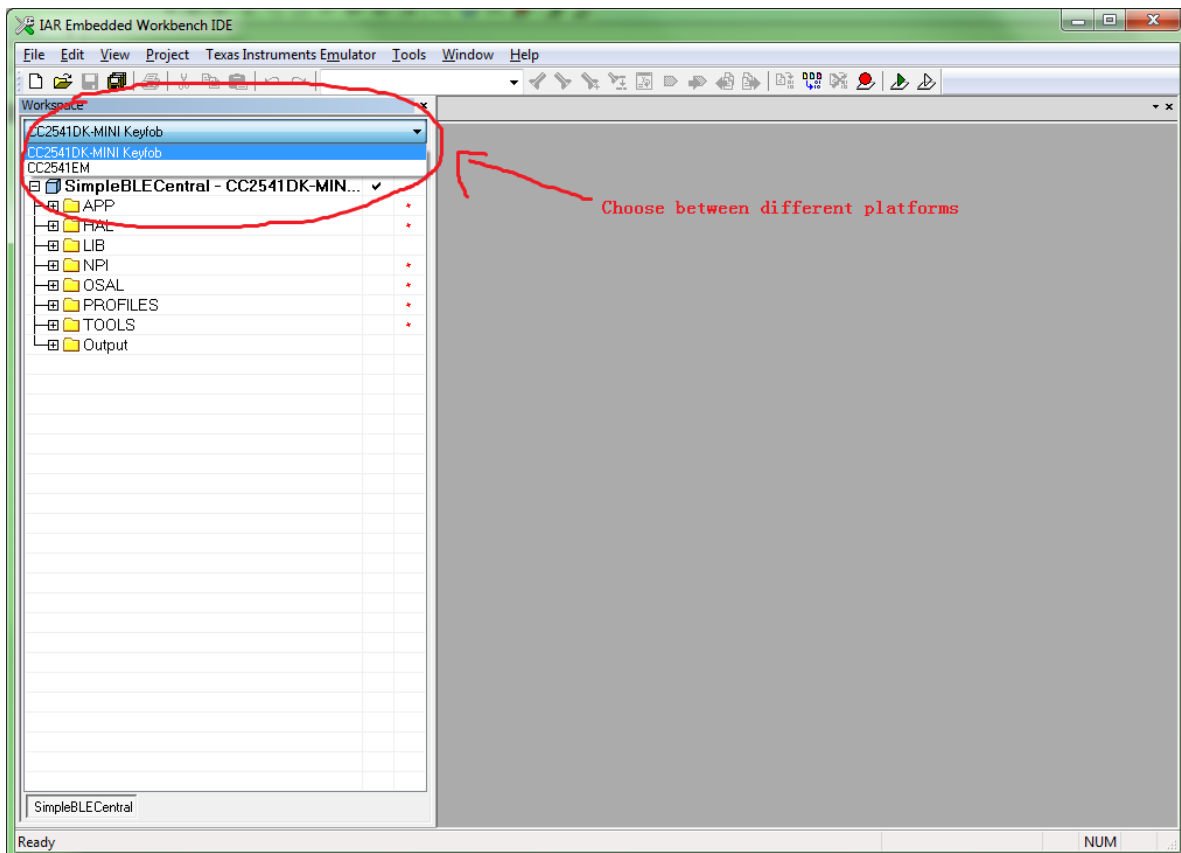 IAR Embedded Workbench IDE
File Edit View Project Texas Instruments Emulator Tools Window Help
Workspace
CC2541DK-MINI Keyfob
CC2541DK-MINI Keyfob
CC2541EM
SimpleBLECentral - CC2541DK-MIN...
APP
HAL
LIB
NPI
OSAL
PROFILES
TOOLS
Output
Choose between different platforms
SimpleBLECentral
Ready
NUM